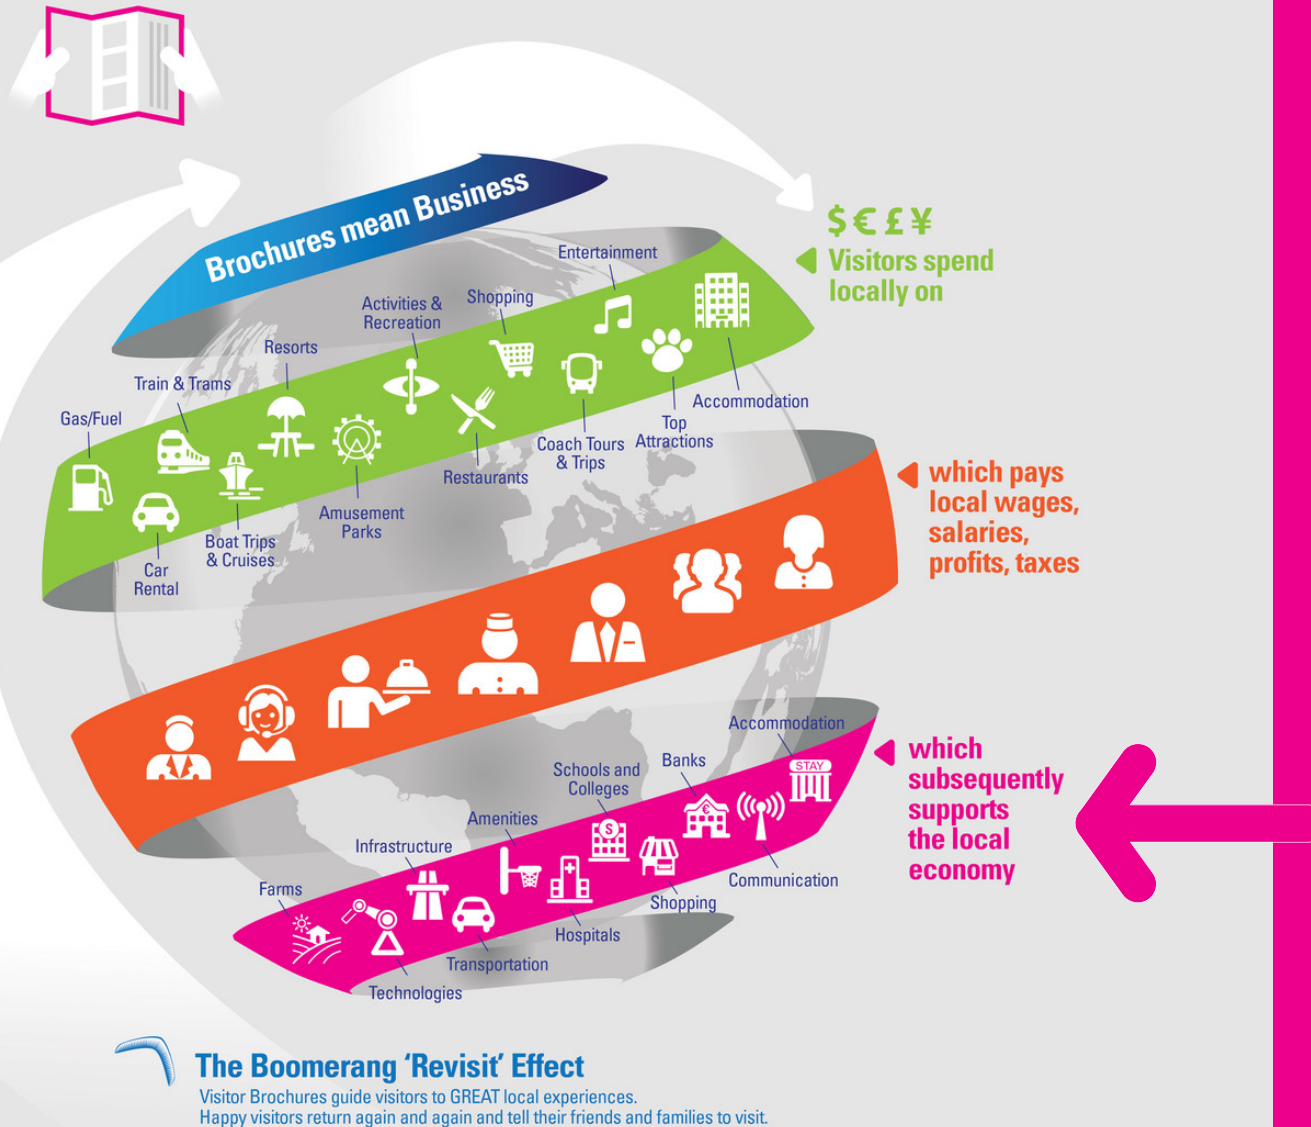 Brochures mean Business
$€£¥
Visitors spend
locally on
Entertainment
Shopping
Activities &
Recreation
Resorts
Train & Trams
Gas/Fuel
Accommodation
Top
Attractions
Coach Tours
& Trips
Restaurants
Amusement
Parks
Boat Trips
& Cruises
Car
Rental
which pays
local wages,
salaries,
profits, taxes
Accommodation
STAY
Banks
€
Schools and
Colleges
$
Amenities
Infrastructure
Farms
which
subsequently
supports
the local
economy
Communication
Shopping
Hospitals
Transportation
Technologies
The Boomerang ‘Revisit’ Effect
Visitor Brochures guide visitors to GREAT local experiences.
Happy visitors return again and again and tell their friends and families to visit.